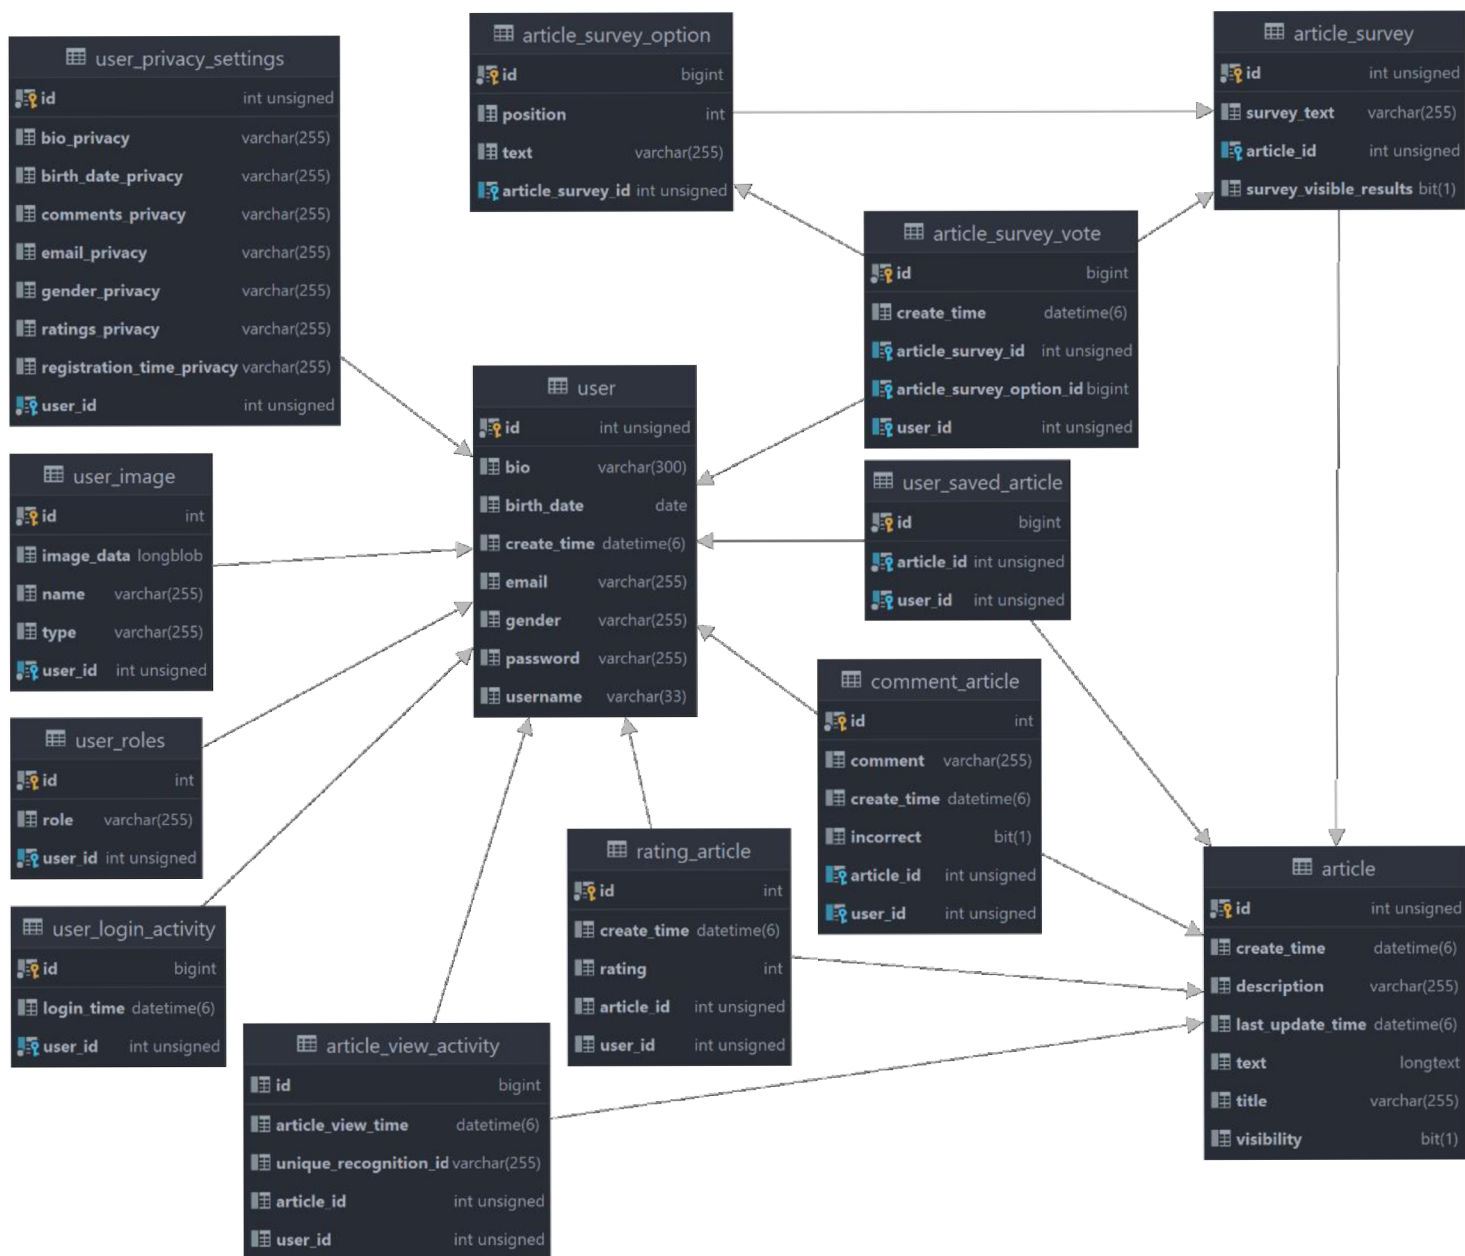 user_privacy_settings
id int unsigned
bio_privacy varchar(255)
birth_date_privacy varchar(255)
comments_privacy varchar(255)
email_privacy varchar(255)
gender_privacy varchar(255)
ratings_privacy varchar(255)
registration_time_privacy varchar(255)
user_id int unsigned
article_survey_option
id bigint
position int
text varchar(255)
article_survey_id int unsigned
article_survey
id int unsigned
survey_text varchar(255)
article_id int unsigned
survey_visible_results bit(1)
article_survey_vote
id bigint
create_time datetime(6)
article_survey_id int unsigned
article_survey_option_id bigint
user_id int unsigned
user
id int unsigned
bio varchar(300)
birth_date date
create_time datetime(6)
email varchar(255)
gender varchar(255)
password varchar(255)
username varchar(33)
user_image
id int
image_data longblob
name varchar(255)
type varchar(255)
user_id int unsigned
user_saved_article
id bigint
article_id int unsigned
user_id int unsigned
comment_article
id int
comment varchar(255)
create_time datetime(6)
incorrect bit(1)
article_id int unsigned
user_id int unsigned
user_roles
id int
role varchar(255)
user_id int unsigned
rating_article
id int
create_time datetime(6)
rating int
article_id int unsigned
user_id int unsigned
article
id int unsigned
create_time datetime(6)
description varchar(255)
last_update_time datetime(6)
text longtext
title varchar(255)
visibility bit(1)
user_login_activity
id bigint
login_time datetime(6)
user_id int unsigned
article_view_activity
id bigint
article_view_time datetime(6)
unique_recognition_id varchar(255)
article_id int unsigned
user_id int unsigned